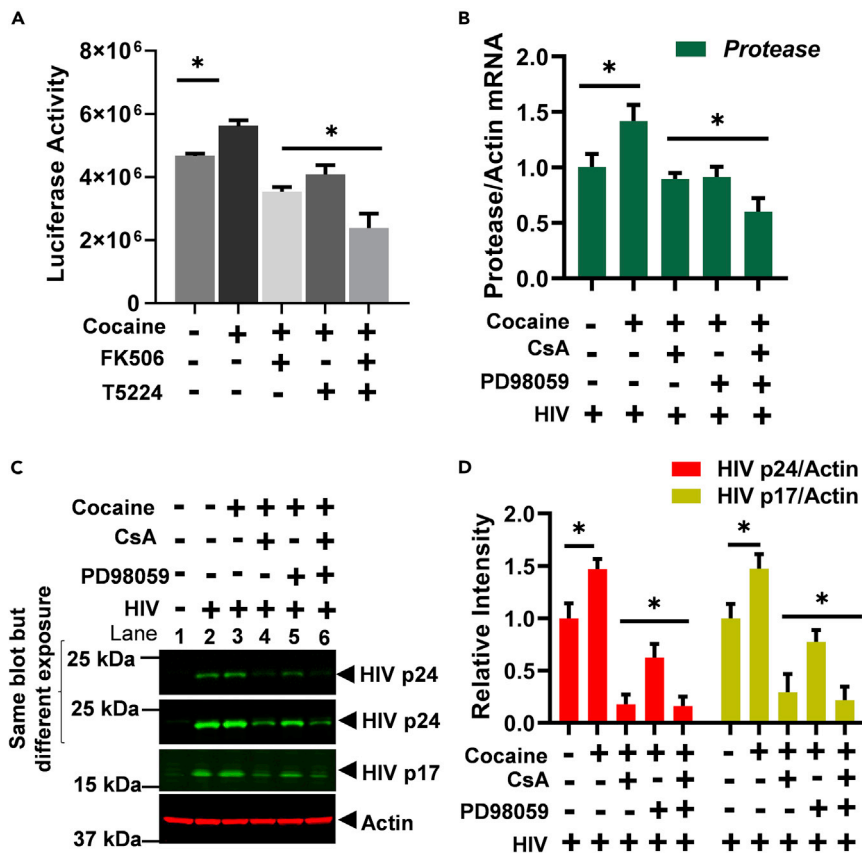 A
Luciferase Activity
8×10⁶
6×10⁶
4×10⁶
2×10⁶
0
*
*
Cocaine - + + + +
FK506 - - + - +
T5224 - - - + +
B
Protease
Protease/Actin mRNA
2.0
1.5
1.0
0.5
0.0
*
*
Cocaine - + + + +
CsA - - + - +
PD98059 - - - + +
HIV + + + + +
C
Cocaine - - + + + +
CsA - - - + - +
PD98059 - - - - + +
HIV - + + + + +
Lane 1 2 3 4 5 6
Same blot but
different exposure
25 kDa
HIV p24
25 kDa
HIV p24
HIV p17
15 kDa
Actin
37 kDa
D
HIV p24/Actin
HIV p17/Actin
Relative Intensity
2.0
1.5
1.0
0.5
0.0
*
*
*
*
Cocaine - + + + + - + + + +
CsA - - + - + - - + - +
PD98059 - - - + + - - - + +
HIV + + + + + + + + + +